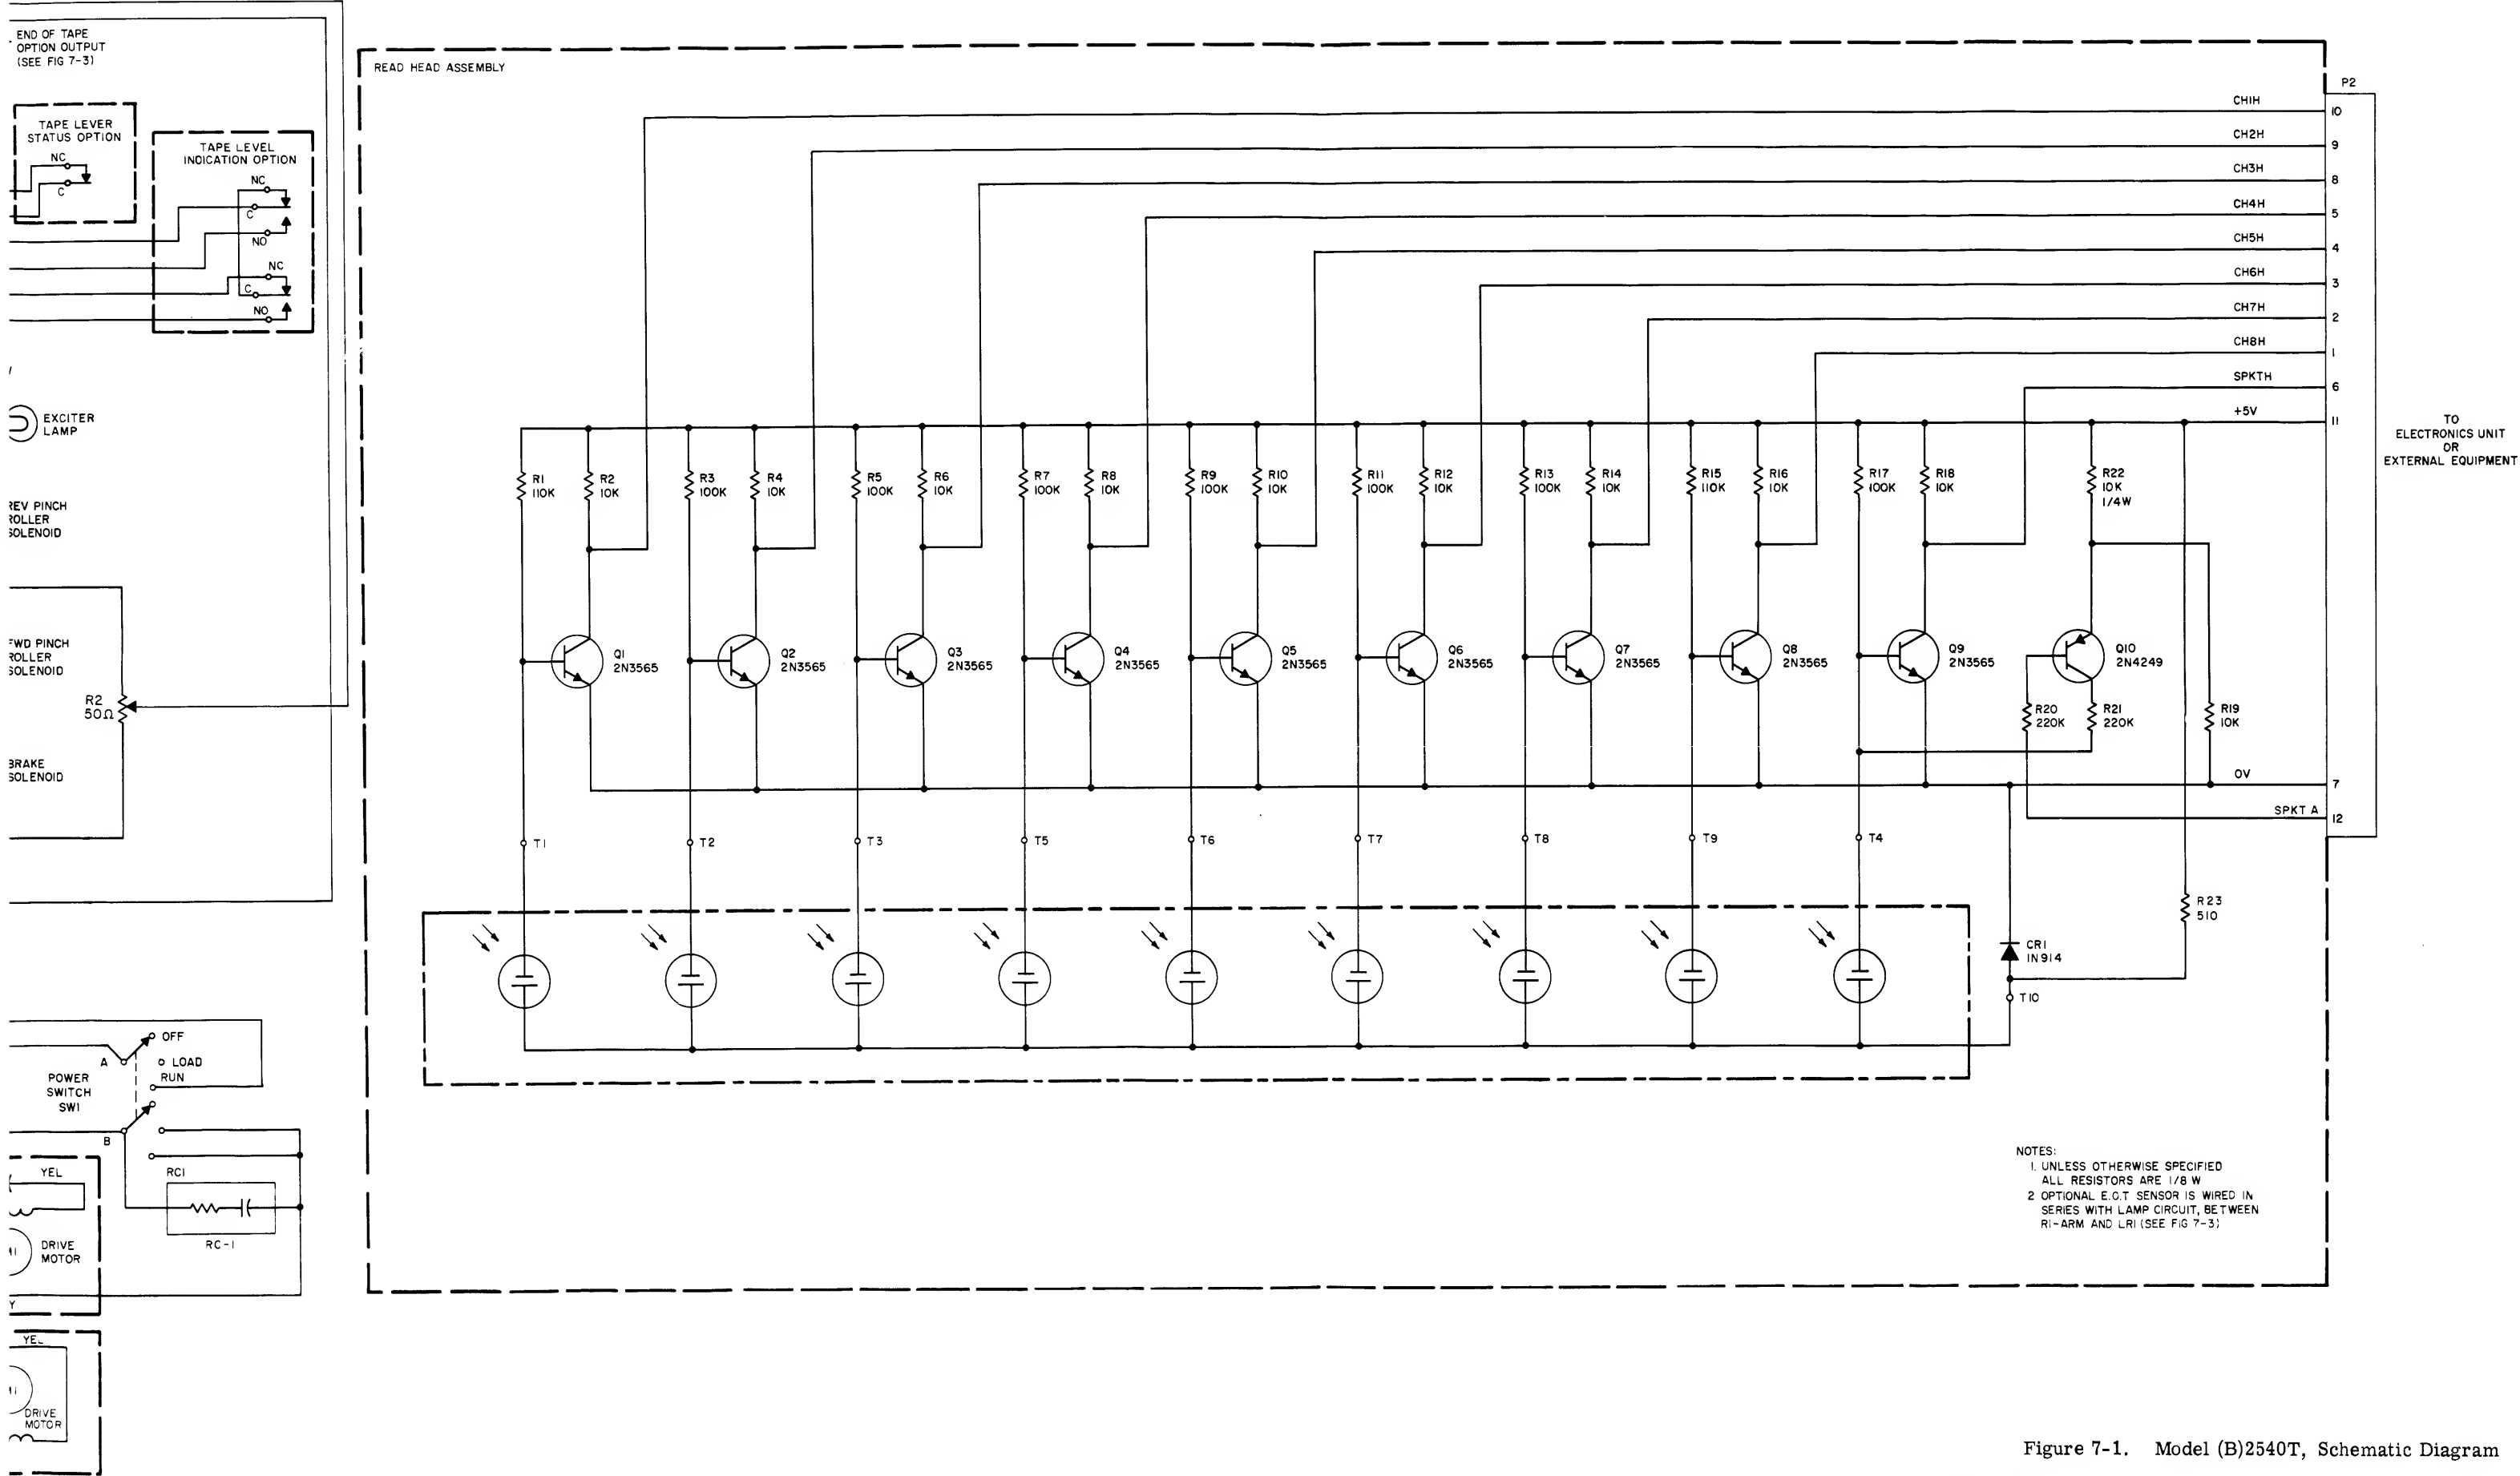 END OF TAPE
OPTION OUTPUT
(SEE FIG 7-3)
TAPE LEVER
STATUS OPTION
NC
C
TAPE LEVEL
INDICATION OPTION
NC
C
NO
NC
C
NO
EXCITER
LAMP
REV PINCH
ROLLER
SOLENOID
FWD PINCH
ROLLER
SOLENOID
R2
50Ω
BRAKE
SOLENOID
OFF
A
LOAD
RUN
POWER
SWITCH
SW1
B
YEL
RC1
RC-1
DRIVE
MOTOR
Y
YEL
DRIVE
MOTOR
READ HEAD ASSEMBLY
P2
CH1H
10
CH2H
9
CH3H
8
CH4H
5
CH5H
4
CH6H
3
CH7H
2
CH8H
1
SPKTH
6
+5V
11
TO
ELECTRONICS UNIT
OR
EXTERNAL EQUIPMENT
R1
110K
R2
10K
R3
100K
R4
10K
R5
100K
R6
10K
R7
100K
R8
10K
R9
100K
R10
10K
R11
100K
R12
10K
R13
100K
R14
10K
R15
110K
R16
10K
R17
100K
R18
10K
R22
10K
1/4W
Q1
2N3565
Q2
2N3565
Q3
2N3565
Q4
2N3565
Q5
2N3565
Q6
2N3565
Q7
2N3565
Q8
2N3565
Q9
2N3565
Q10
2N4249
R20
220K
R21
220K
R19
10K
0V
7
SPKT A
12
T1
T2
T3
T5
T6
T7
T8
T9
T4
R23
510
CR1
1N914
T10
NOTES:
1. UNLESS OTHERWISE SPECIFIED
ALL RESISTORS ARE 1/8 W
2 OPTIONAL E.O.T SENSOR IS WIRED IN
SERIES WITH LAMP CIRCUIT, BETWEEN
R1-ARM AND LR1 (SEE FIG 7-3)
Figure 7-1. Model (B)2540T, Schematic Diagram